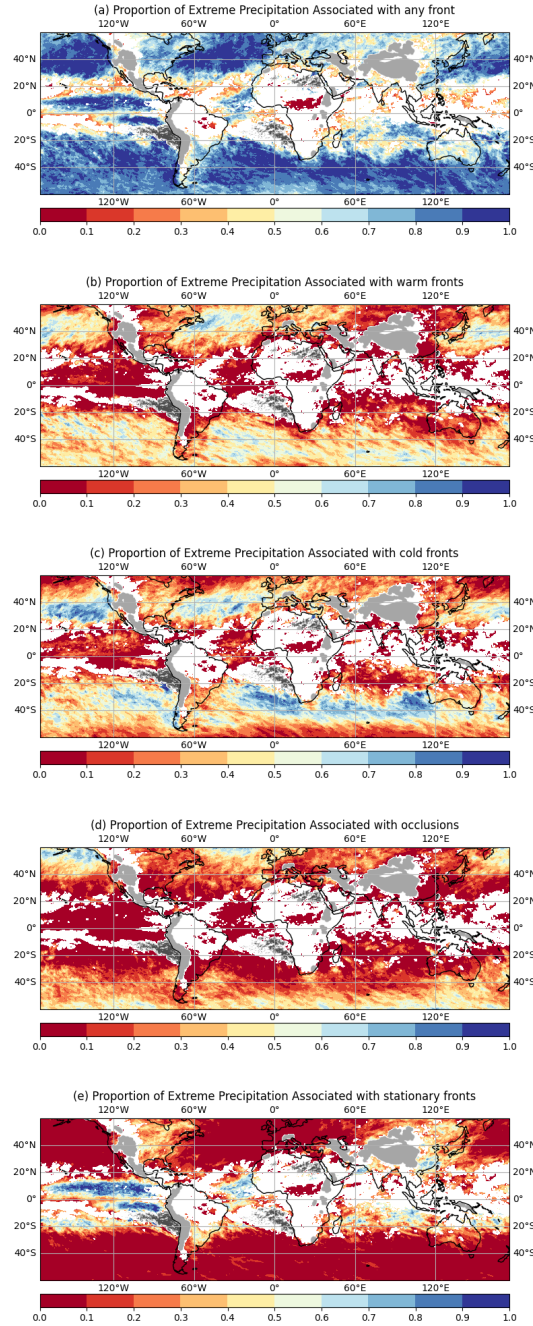 (a) Proportion of Extreme Precipitation Associated with any front
120°W 60°W 0° 60°E 120°E
40°N 40°N
20°N 20°N
0° 0°
20°S 20°S
40°S 40°S
120°W 60°W 0° 60°E 120°E
0.0 0.1 0.2 0.3 0.4 0.5 0.6 0.7 0.8 0.9 1.0
(b) Proportion of Extreme Precipitation Associated with warm fronts
120°W 60°W 0° 60°E 120°E
40°N 40°N
20°N 20°N
0° 0°
20°S 20°S
40°S 40°S
120°W 60°W 0° 60°E 120°E
0.0 0.1 0.2 0.3 0.4 0.5 0.6 0.7 0.8 0.9 1.0
(c) Proportion of Extreme Precipitation Associated with cold fronts
120°W 60°W 0° 60°E 120°E
40°N 40°N
20°N 20°N
0° 0°
20°S 20°S
40°S 40°S
120°W 60°W 0° 60°E 120°E
0.0 0.1 0.2 0.3 0.4 0.5 0.6 0.7 0.8 0.9 1.0
(d) Proportion of Extreme Precipitation Associated with occlusions
120°W 60°W 0° 60°E 120°E
40°N 40°N
20°N 20°N
0° 0°
20°S 20°S
40°S 40°S
120°W 60°W 0° 60°E 120°E
0.0 0.1 0.2 0.3 0.4 0.5 0.6 0.7 0.8 0.9 1.0
(e) Proportion of Extreme Precipitation Associated with stationary fronts
120°W 60°W 0° 60°E 120°E
40°N 40°N
20°N 20°N
0° 0°
20°S 20°S
40°S 40°S
120°W 60°W 0° 60°E 120°E
0.0 0.1 0.2 0.3 0.4 0.5 0.6 0.7 0.8 0.9 1.0